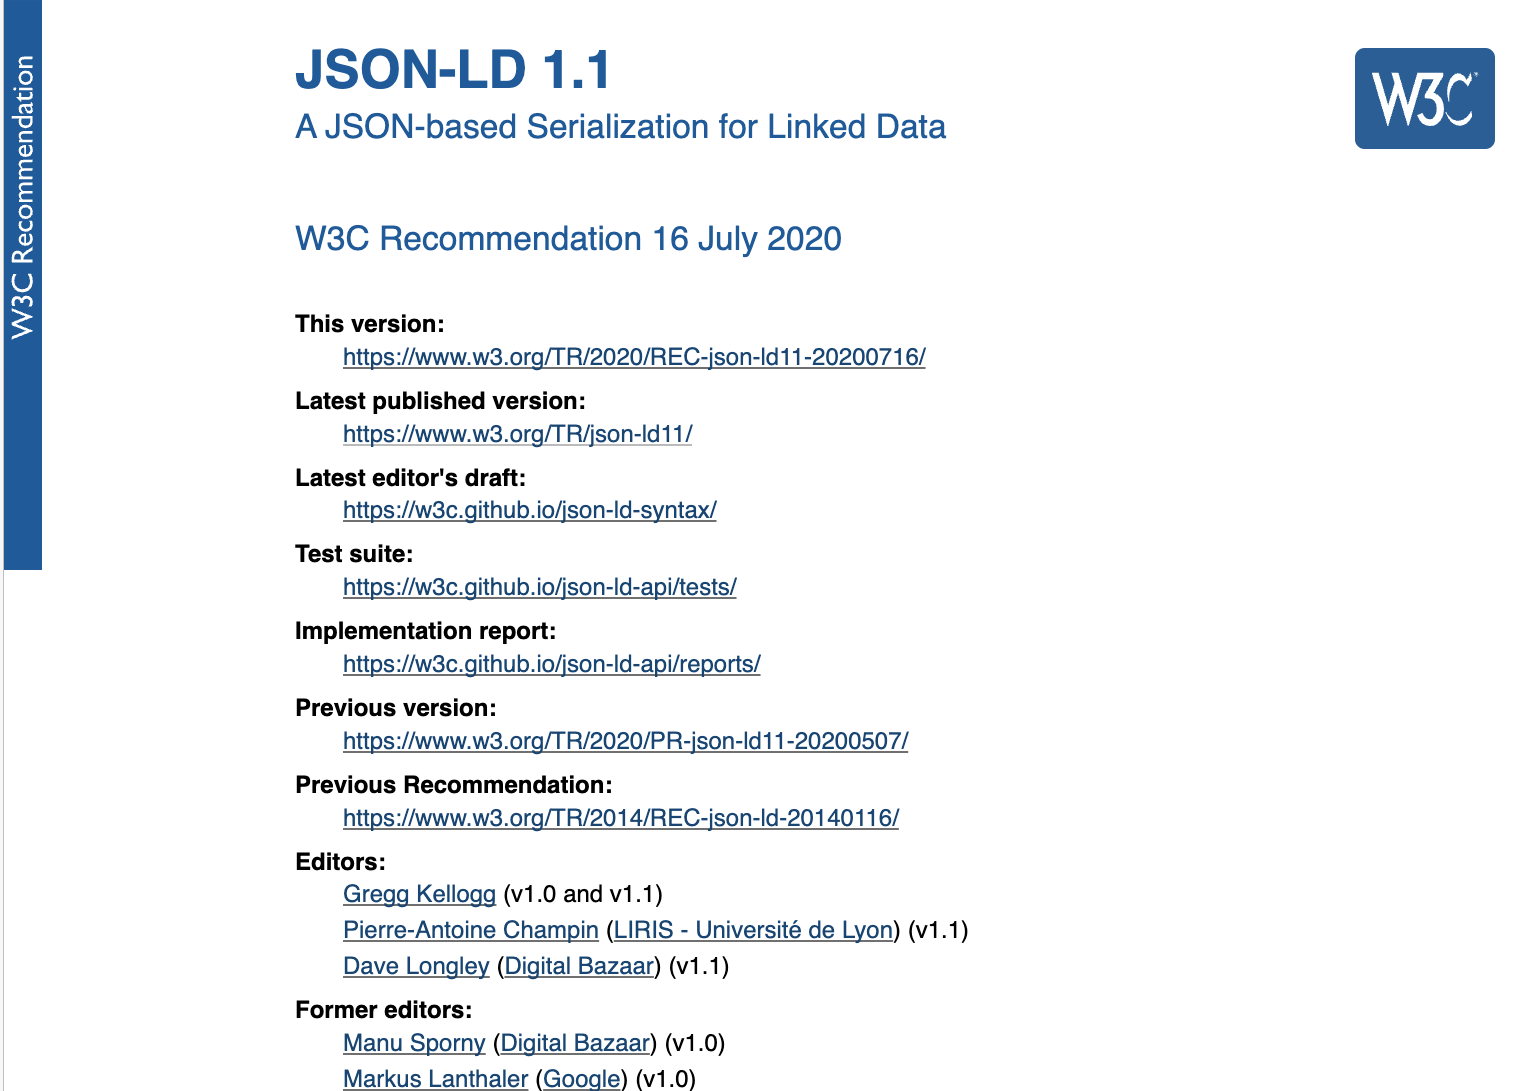 W3C Recommendation
JSON-LD 1.1
W3C
A JSON-based Serialization for Linked Data
W3C Recommendation 16 July 2020
This version:
https://www.w3.org/TR/2020/REC-json-ld11-20200716/
Latest published version:
https://www.w3.org/TR/json-ld11/
Latest editor's draft:
https://w3c.github.io/json-ld-syntax/
Test suite:
https://w3c.github.io/json-ld-api/tests/
Implementation report:
https://w3c.github.io/json-ld-api/reports/
Previous version:
https://www.w3.org/TR/2020/PR-json-ld11-20200507/
Previous Recommendation:
https://www.w3.org/TR/2014/REC-json-ld-20140116/
Editors:
Gregg Kellogg (v1.0 and v1.1)
Pierre-Antoine Champin (LIRIS - Université de Lyon) (v1.1)
Dave Longley (Digital Bazaar) (v1.1)
Former editors:
Manu Sporny (Digital Bazaar) (v1.0)
Markus Lanthaler (Google) (v1.0)